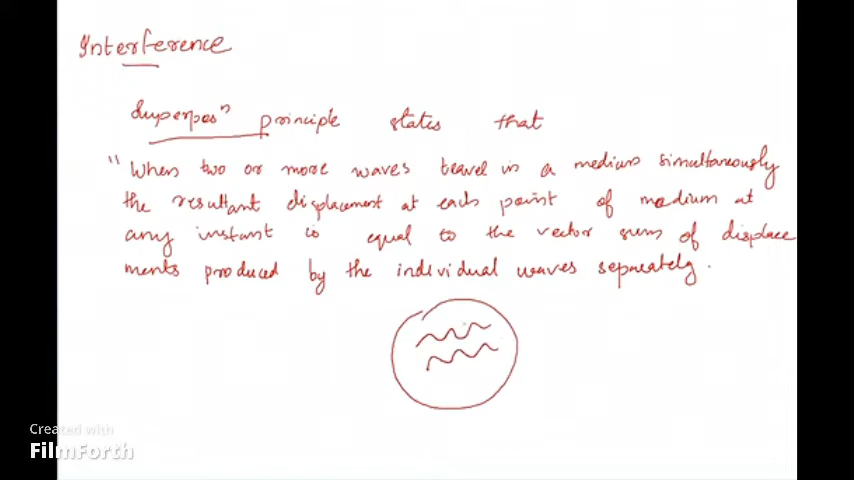 Interference
Superposⁿ principle states that
"When two or more waves travel in a medium simultaneously
the resultant displacement at each point of medium at
any instant is equal to the vector sum of displace
ments produced by the individual waves separately.
Created with
FilmForth